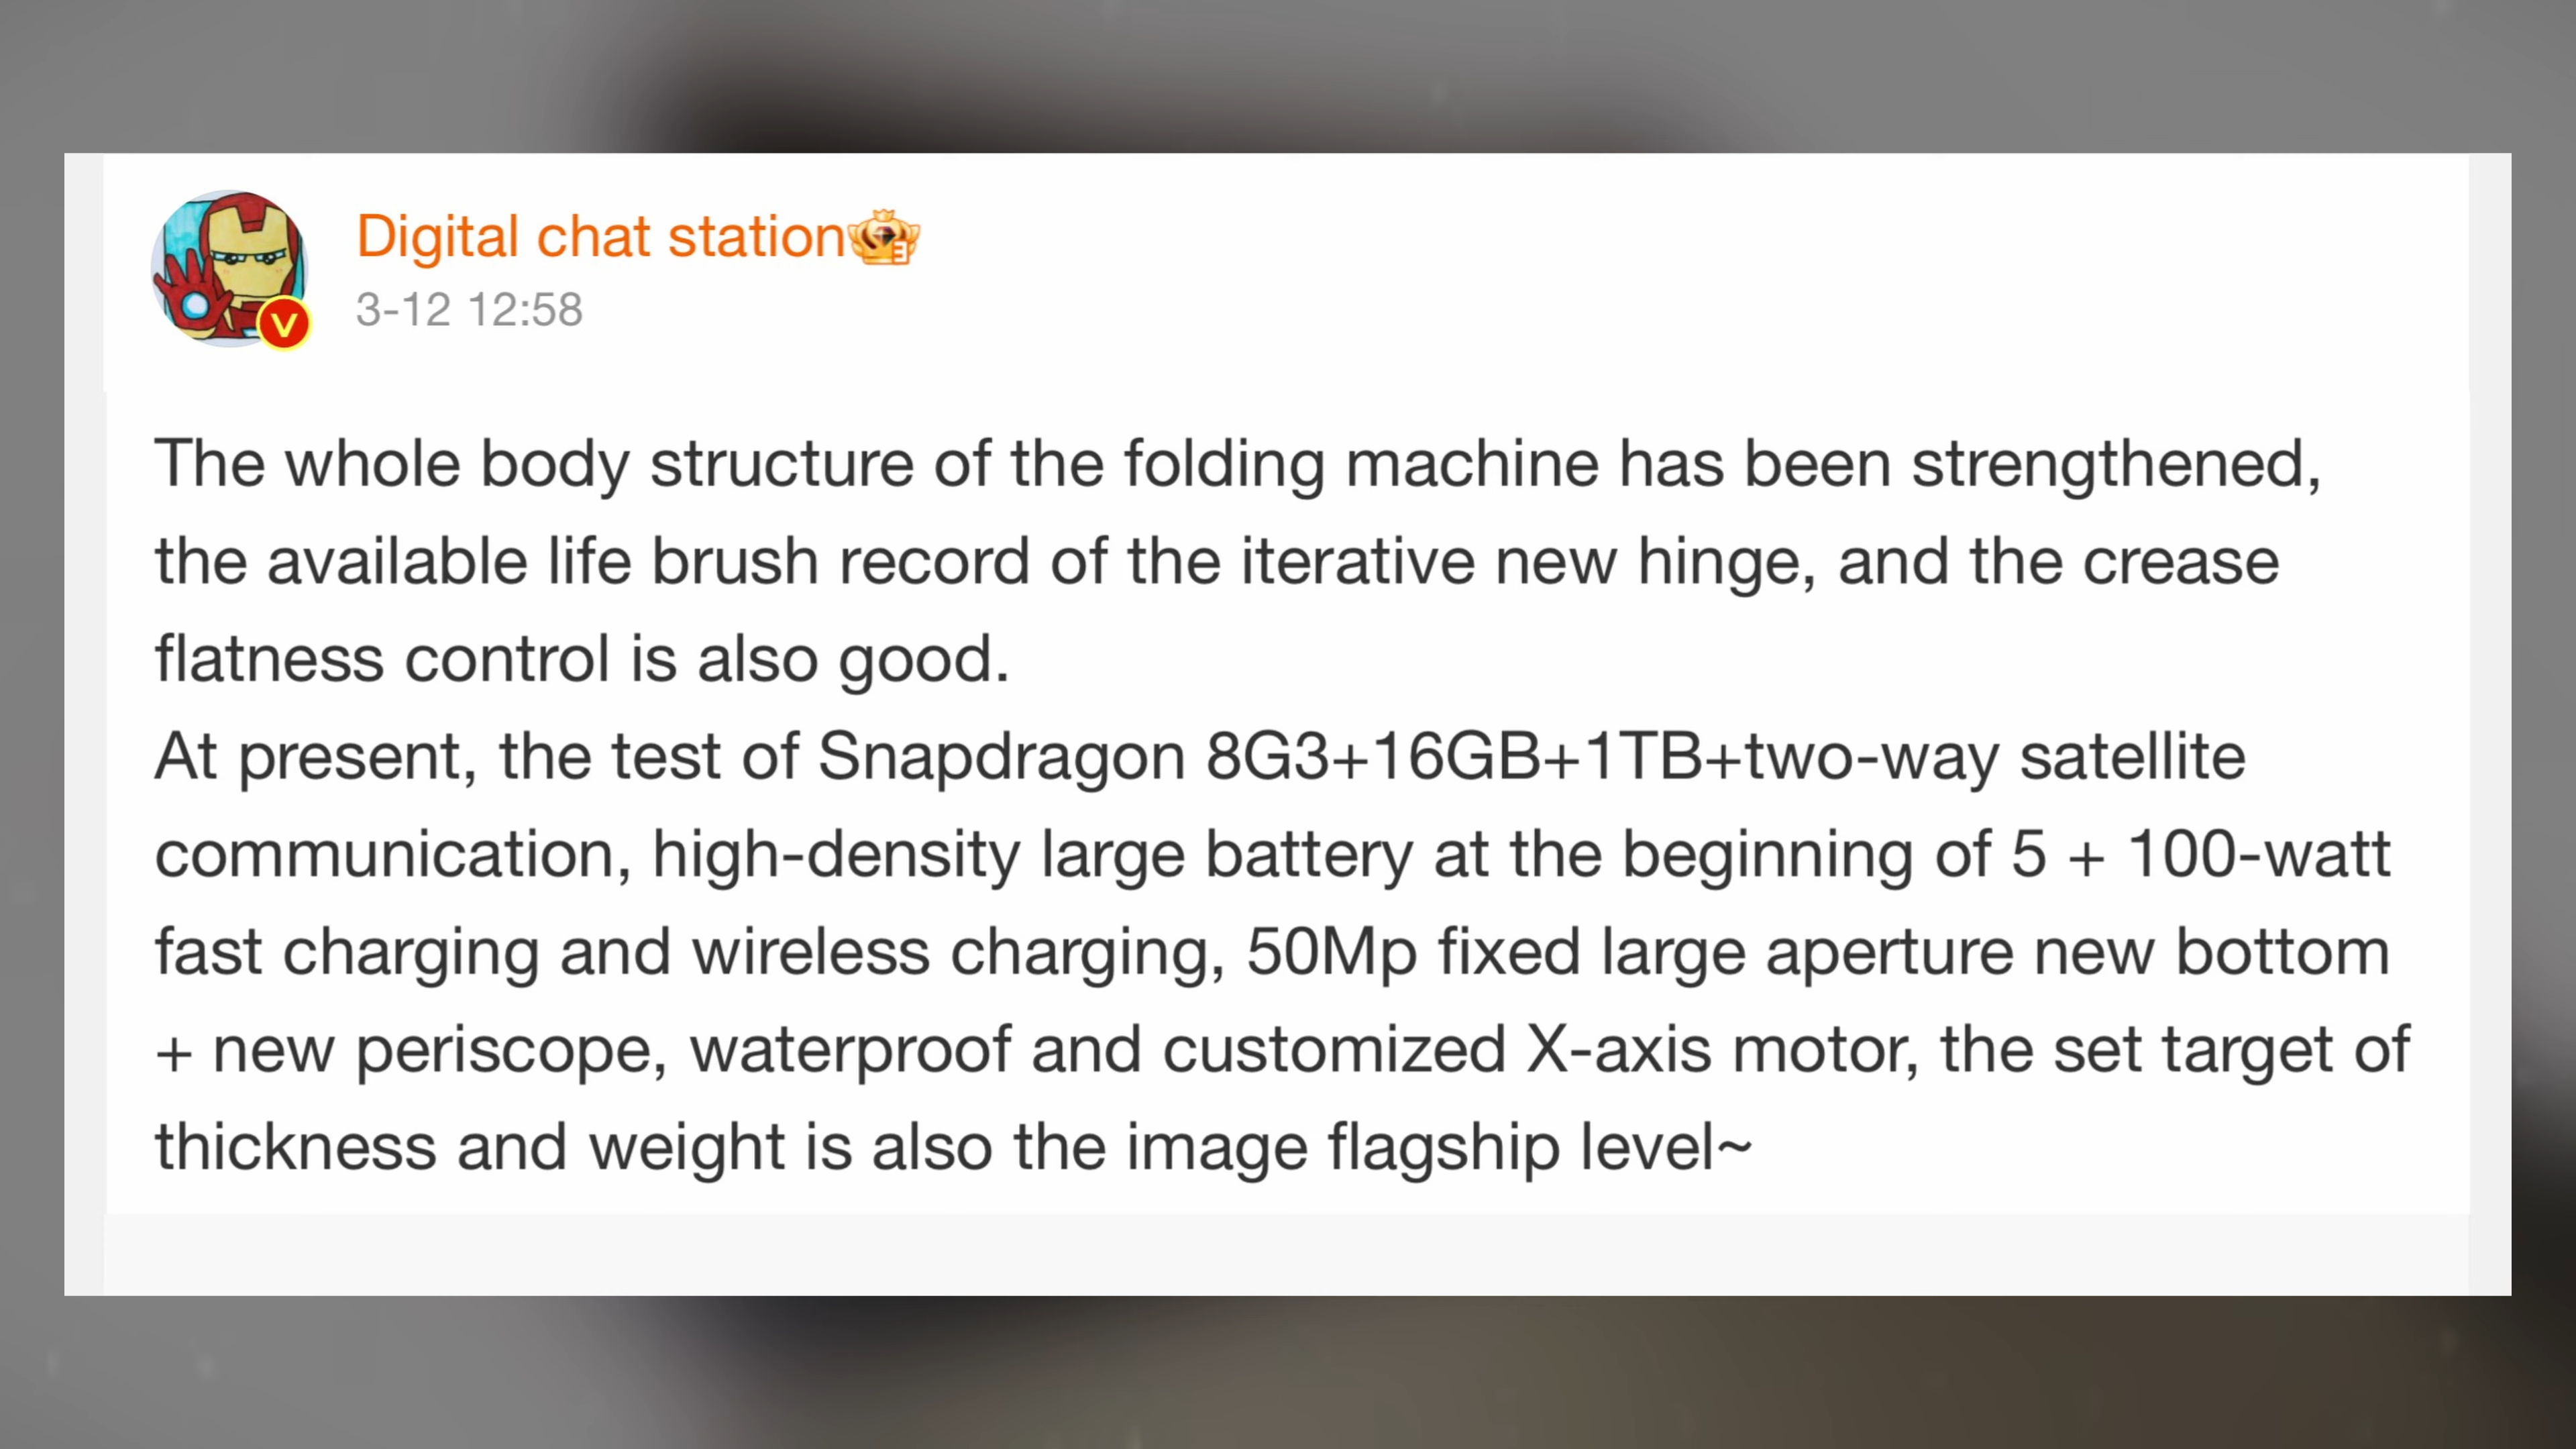 Digital chat station
3
V
3-12 12:58
The whole body structure of the folding machine has been strengthened,
the available life brush record of the iterative new hinge, and the crease
flatness control is also good.
At present, the test of Snapdragon 8G3+16GB+1TB+two-way satellite
communication, high-density large battery at the beginning of 5 + 100-watt
fast charging and wireless charging, 50Mp fixed large aperture new bottom
+ new periscope, waterproof and customized X-axis motor, the set target of
thickness and weight is also the image flagship level~